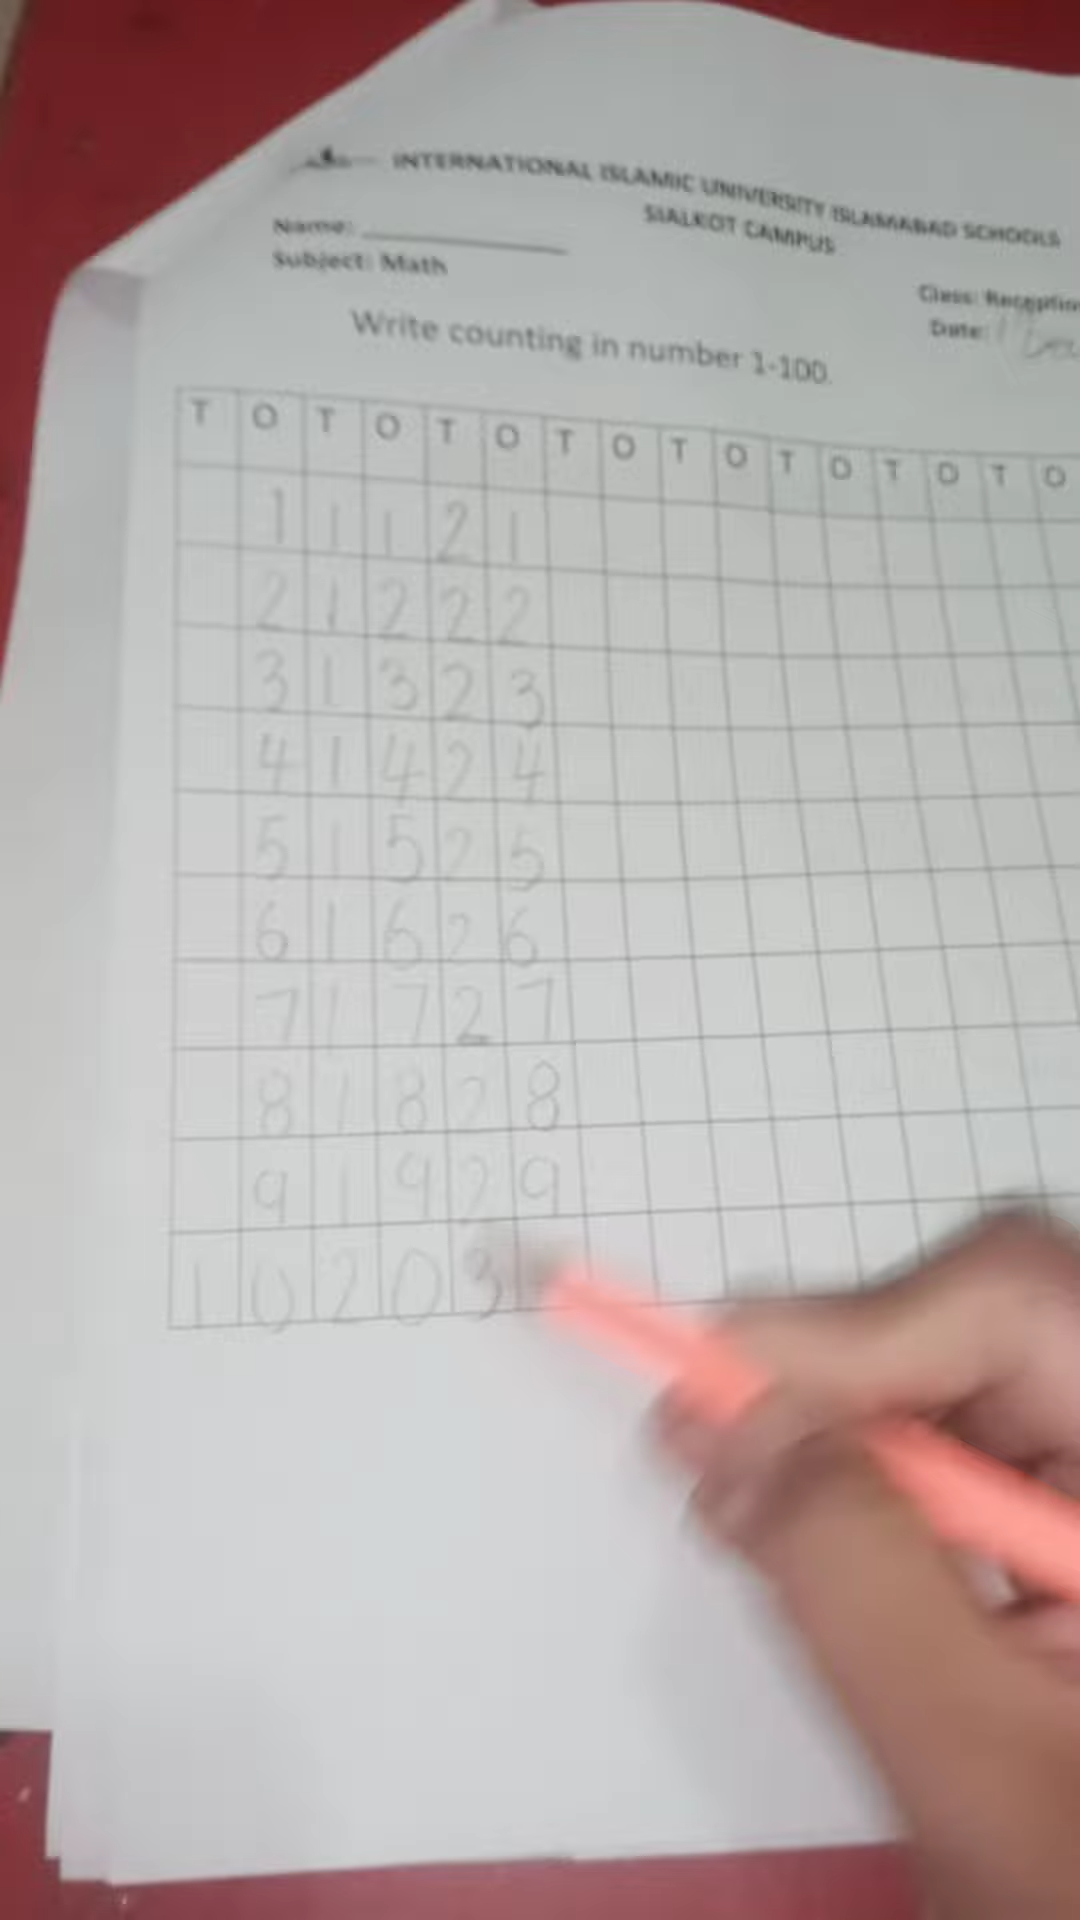 INTERNATIONAL ISLAMIC UNIVERSITY ISLAMABAD SCHOOLS
SIALKOT CAMPUS
Name:
Subject: Math
Class: Reception
Date:
Write counting in number 1-100.
T O T O T O T O T O T O T O T O
1 1 1 2 1
2 1 2 2 2
3 1 3 2 3
4 1 4 2 4
5 1 5 2 5
6 1 6 2 6
7 1 7 2 7
8 1 8 2 8
9 1 9 2 9
1 0 2 0 3